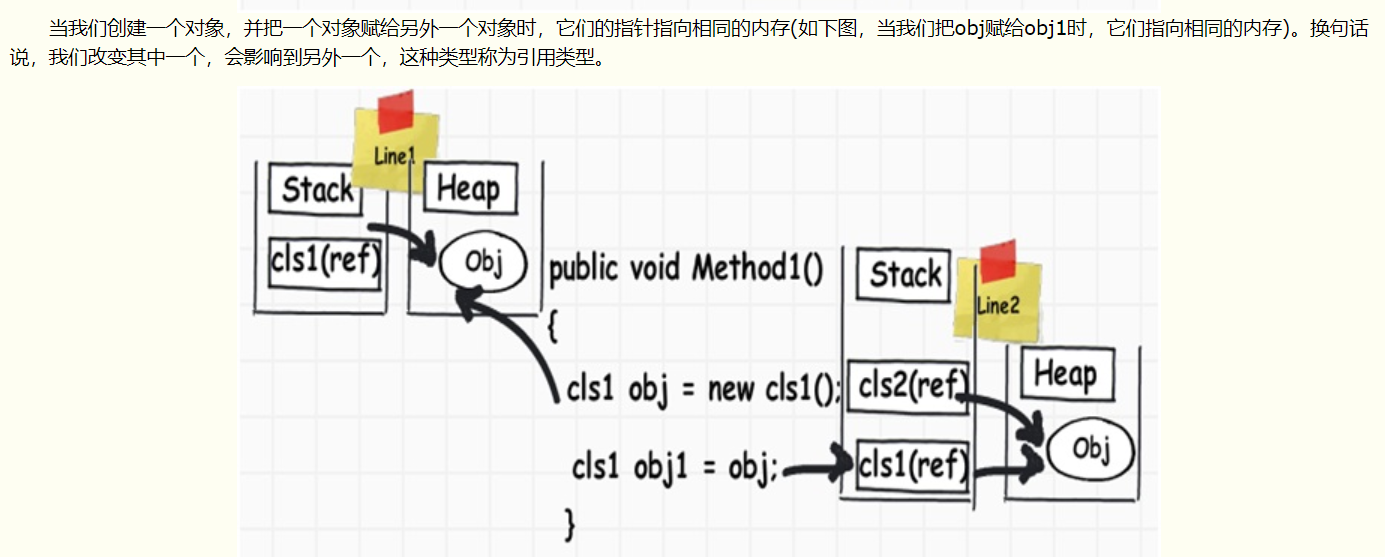 当我们创建一个对象，并把一个对象赋给另外一个对象时，它们的指针指向相同的内存(如下图，当我们把obj赋给obj1时，它们指向相同的内存)。换句话
说，我们改变其中一个，会影响到另外一个，这种类型称为引用类型。
Line1
Stack
Heap
cls1(ref)
Obj
public void Method1()
{
cls1 obj = new cls1();
cls1 obj1 = obj;
}
Stack
Line2
cls2(ref)
Heap
cls1(ref)
Obj